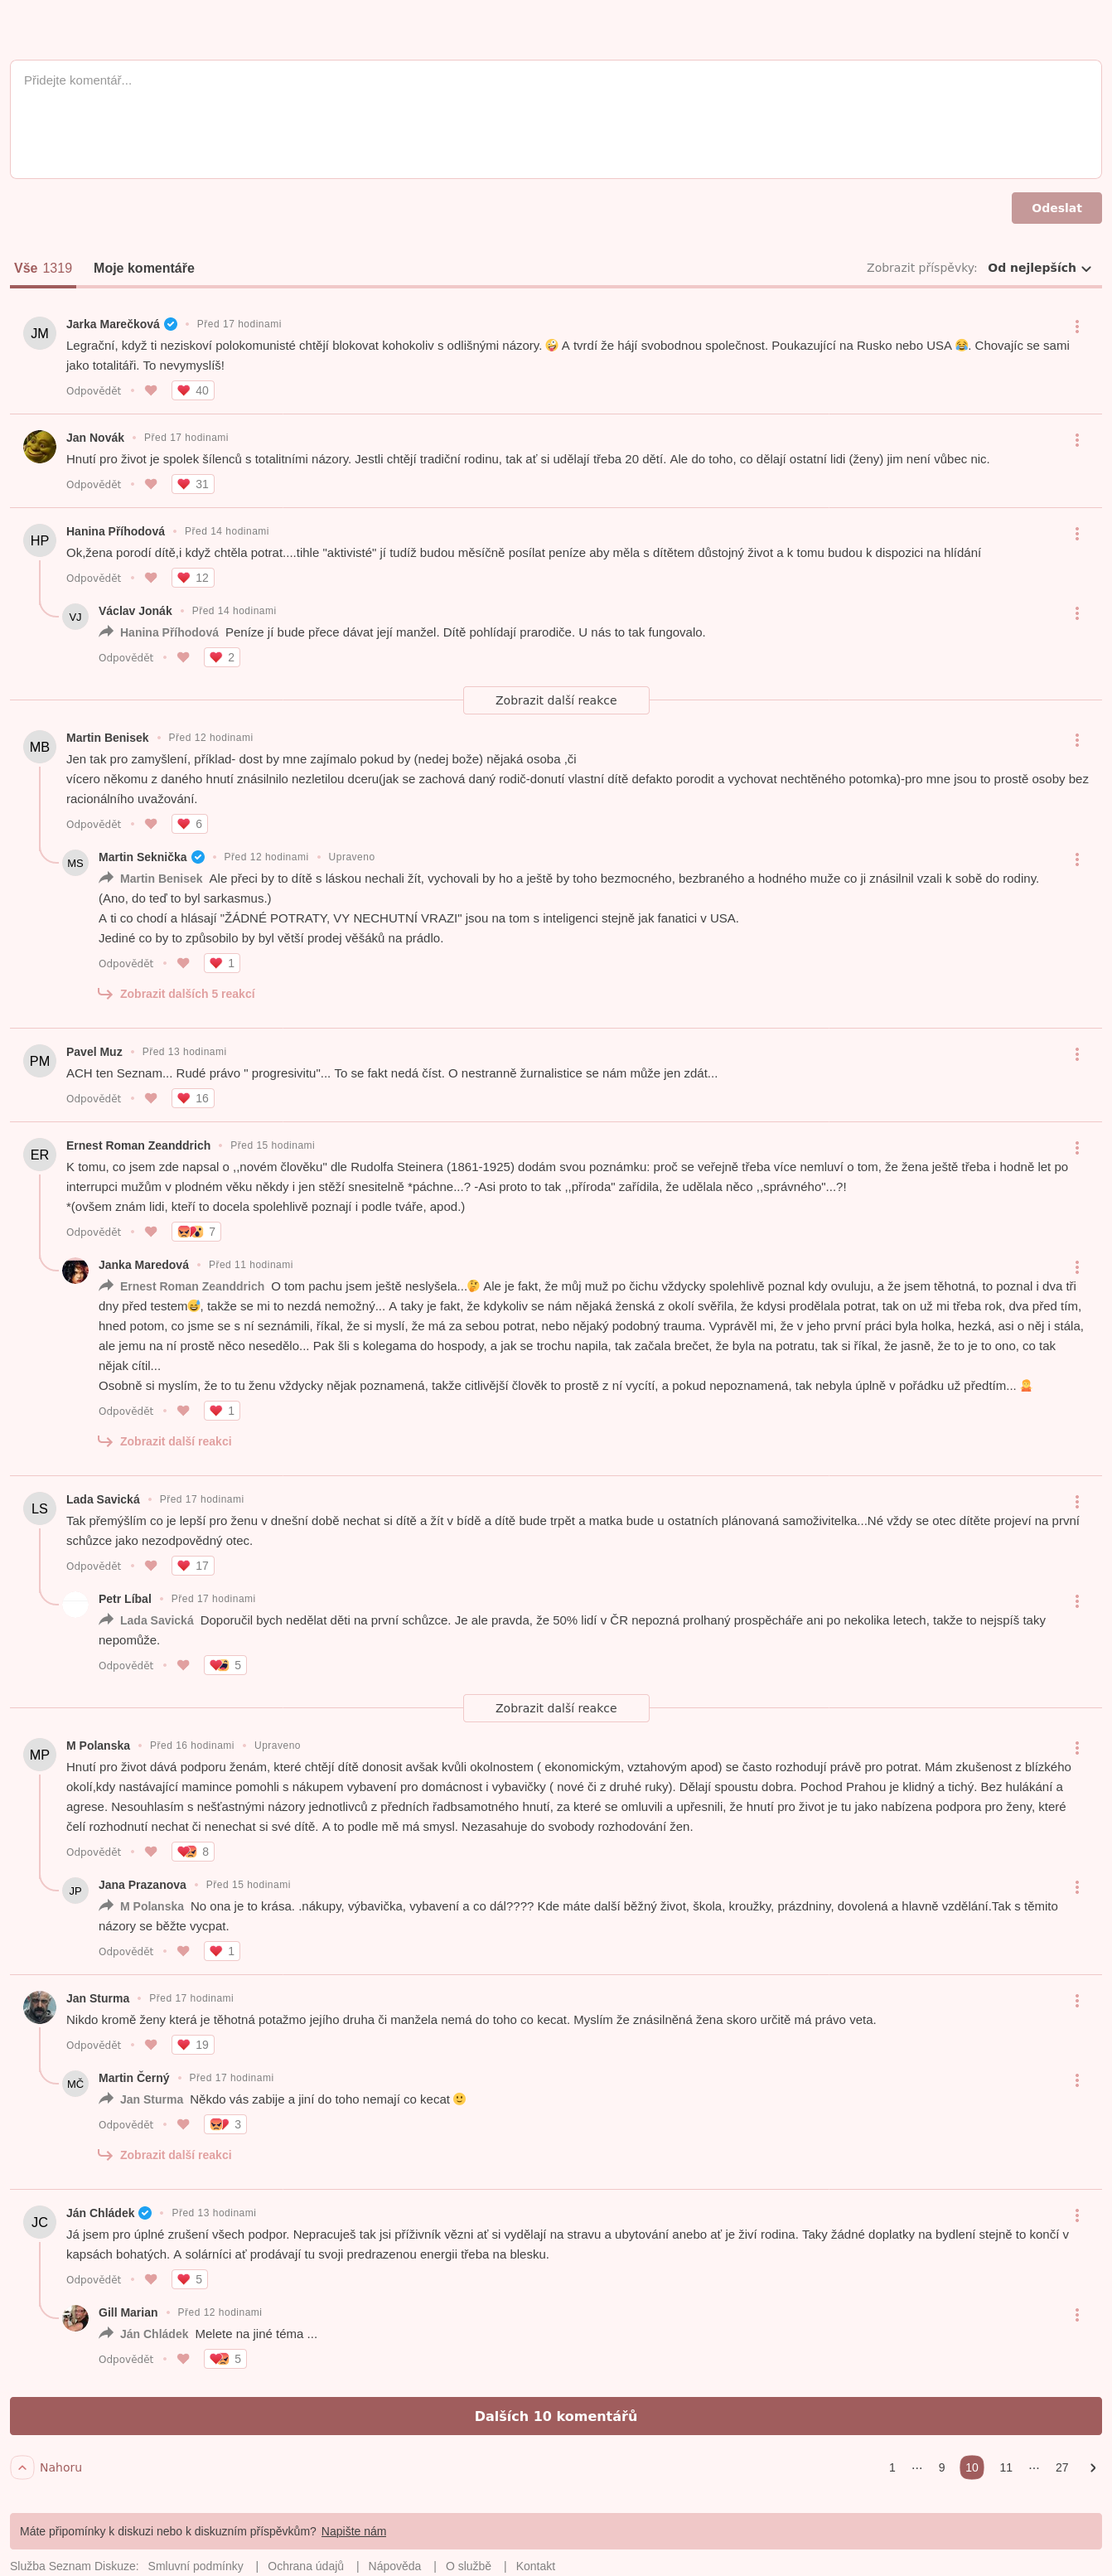 Přidejte komentář...
Odeslat
Vše 1319 Moje komentáře Zobrazit příspěvky: Od nejlepších
JM Jarka Marečková Před 17 hodinami
Legrační, když ti neziskoví polokomunisté chtějí blokovat kohokoliv s odlišnými názory. 🤪 A tvrdí že hájí svobodnou společnost. Poukazující na Rusko nebo USA 😂. Chovajíc se sami
jako totalitáři. To nevymyslíš!
Odpovědět 40
Jan Novák Před 17 hodinami
Hnutí pro život je spolek šílenců s totalitními názory. Jestli chtějí tradiční rodinu, tak ať si udělají třeba 20 dětí. Ale do toho, co dělají ostatní lidi (ženy) jim není vůbec nic.
Odpovědět 31
HP Hanina Příhodová Před 14 hodinami
Ok,žena porodí dítě,i když chtěla potrat....tihle "aktivisté" jí tudíž budou měsíčně posílat peníze aby měla s dítětem důstojný život a k tomu budou k dispozici na hlídání
Odpovědět 12
VJ Václav Jonák Před 14 hodinami
Hanina Příhodová Peníze jí bude přece dávat její manžel. Dítě pohlídají prarodiče. U nás to tak fungovalo.
Odpovědět 2
Zobrazit další reakce
MB Martin Benisek Před 12 hodinami
Jen tak pro zamyšlení, příklad- dost by mne zajímalo pokud by (nedej bože) nějaká osoba ,či
vícero někomu z daného hnutí znásilnilo nezletilou dceru(jak se zachová daný rodič-donutí vlastní dítě defakto porodit a vychovat nechtěného potomka)-pro mne jsou to prostě osoby bez
racionálního uvažování.
Odpovědět 6
MS Martin Seknička Před 12 hodinami Upraveno
Martin Benisek Ale přeci by to dítě s láskou nechali žít, vychovali by ho a ještě by toho bezmocného, bezbraného a hodného muže co ji znásilnil vzali k sobě do rodiny.
(Ano, do teď to byl sarkasmus.)
A ti co chodí a hlásají "ŽÁDNÉ POTRATY, VY NECHUTNÍ VRAZI" jsou na tom s inteligenci stejně jak fanatici v USA.
Jediné co by to způsobilo by byl větší prodej věšáků na prádlo.
Odpovědět 1
Zobrazit dalších 5 reakcí
PM Pavel Muz Před 13 hodinami
ACH ten Seznam... Rudé právo " progresivitu"... To se fakt nedá číst. O nestranně žurnalistice se nám může jen zdát...
Odpovědět 16
ER Ernest Roman Zeanddrich Před 15 hodinami
K tomu, co jsem zde napsal o ,,novém člověku" dle Rudolfa Steinera (1861-1925) dodám svou poznámku: proč se veřejně třeba více nemluví o tom, že žena ještě třeba i hodně let po
interrupci mužům v plodném věku někdy i jen stěží snesitelně *páchne...? -Asi proto to tak ,,příroda" zařídila, že udělala něco ,,správného"...?!
*(ovšem znám lidi, kteří to docela spolehlivě poznají i podle tváře, apod.)
Odpovědět 7
Janka Maredová Před 11 hodinami
Ernest Roman Zeanddrich O tom pachu jsem ještě neslyšela...🤔 Ale je fakt, že můj muž po čichu vždycky spolehlivě poznal kdy ovuluju, a že jsem těhotná, to poznal i dva tři
dny před testem😅, takže se mi to nezdá nemožný... A taky je fakt, že kdykoliv se nám nějaká ženská z okolí svěřila, že kdysi prodělala potrat, tak on už mi třeba rok, dva před tím,
hned potom, co jsme se s ní seznámili, říkal, že si myslí, že má za sebou potrat, nebo nějaký podobný trauma. Vyprávěl mi, že v jeho první práci byla holka, hezká, asi o něj i stála,
ale jemu na ní prostě něco nesedělo... Pak šli s kolegama do hospody, a jak se trochu napila, tak začala brečet, že byla na potratu, tak si říkal, že jasně, že to je to ono, co tak
nějak cítil...
Osobně si myslím, že to tu ženu vždycky nějak poznamená, takže citlivější člověk to prostě z ní vycítí, a pokud nepoznamená, tak nebyla úplně v pořádku už předtím... 🤷
Odpovědět 1
Zobrazit další reakci
LS Lada Savická Před 17 hodinami
Tak přemýšlím co je lepší pro ženu v dnešní době nechat si dítě a žít v bídě a dítě bude trpět a matka bude u ostatních plánovaná samoživitelka...Né vždy se otec dítěte projeví na první
schůzce jako nezodpovědný otec.
Odpovědět 17
Petr Líbal Před 17 hodinami
Lada Savická Doporučil bych nedělat děti na první schůzce. Je ale pravda, že 50% lidí v ČR nepozná prolhaný prospěcháře ani po nekolika letech, takže to nejspíš taky
nepomůže.
Odpovědět 5
Zobrazit další reakce
MP M Polanska Před 16 hodinami Upraveno
Hnutí pro život dává podporu ženám, které chtějí dítě donosit avšak kvůli okolnostem ( ekonomickým, vztahovým apod) se často rozhodují právě pro potrat. Mám zkušenost z blízkého
okolí,kdy nastávající mamince pomohli s nákupem vybavení pro domácnost i vybavičky ( nové či z druhé ruky). Dělají spoustu dobra. Pochod Prahou je klidný a tichý. Bez hulákání a
agrese. Nesouhlasím s nešťastnými názory jednotlivců z předních řadbsamotného hnutí, za které se omluvili a upřesnili, že hnutí pro život je tu jako nabízena podpora pro ženy, které
čelí rozhodnutí nechat či nenechat si své dítě. A to podle mě má smysl. Nezasahuje do svobody rozhodování žen.
Odpovědět 8
JP Jana Prazanova Před 15 hodinami
M Polanska No ona je to krása. .nákupy, výbavička, vybavení a co dál???? Kde máte další běžný život, škola, kroužky, prázdniny, dovolená a hlavně vzdělání.Tak s těmito
názory se běžte vycpat.
Odpovědět 1
Jan Sturma Před 17 hodinami
Nikdo kromě ženy která je těhotná potažmo jejího druha či manžela nemá do toho co kecat. Myslím že znásilněná žena skoro určitě má právo veta.
Odpovědět 19
MČ Martin Černý Před 17 hodinami
Jan Sturma Někdo vás zabije a jiní do toho nemají co kecat 🙂
Odpovědět 3
Zobrazit další reakci
JC Ján Chládek Před 13 hodinami
Já jsem pro úplné zrušení všech podpor. Nepracuješ tak jsi příživník vězni ať si vydělají na stravu a ubytování anebo ať je živí rodina. Taky žádné doplatky na bydlení stejně to končí v
kapsách bohatých. A solárníci ať prodávají tu svoji predrazenou energii třeba na blesku.
Odpovědět 5
Gill Marian Před 12 hodinami
Ján Chládek Melete na jiné téma ...
Odpovědět 5
Dalších 10 komentářů
Nahoru 1 ... 9 10 11 ... 27
Máte připomínky k diskuzi nebo k diskuzním příspěvkům? Napište nám
Služba Seznam Diskuze: Smluvní podmínky | Ochrana údajů | Nápověda | O službě | Kontakt